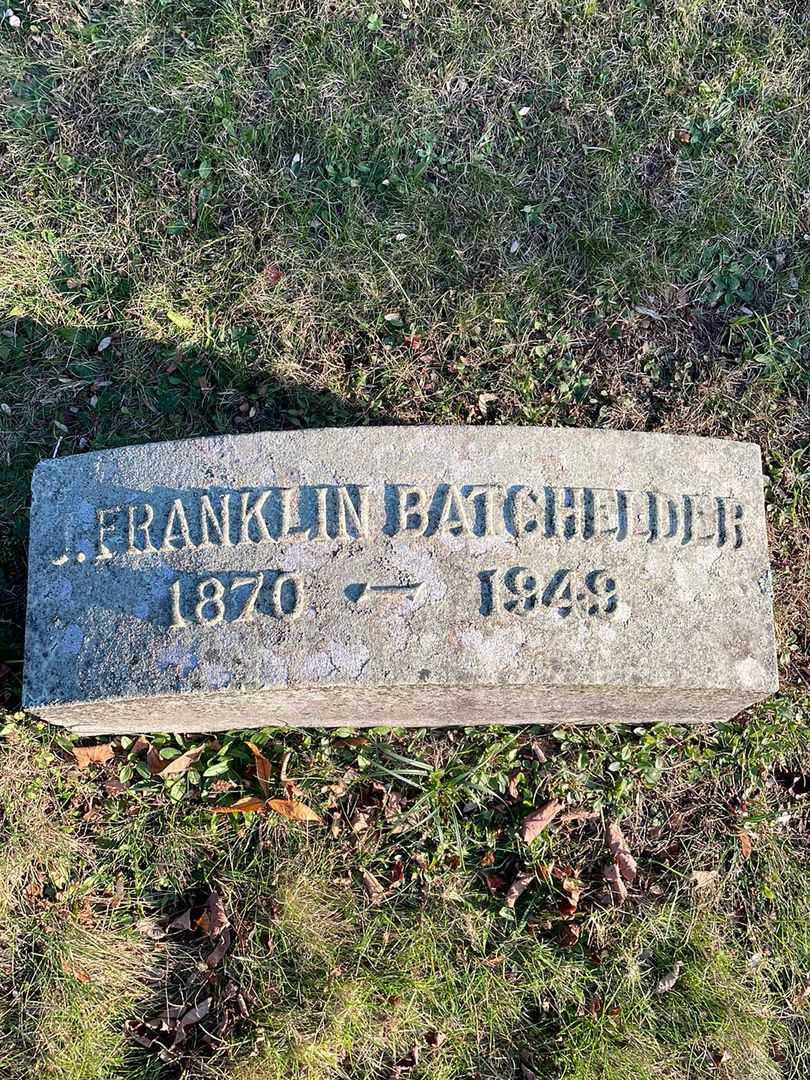 J. FRANKLIN BATCHELDER
1870 — 1949